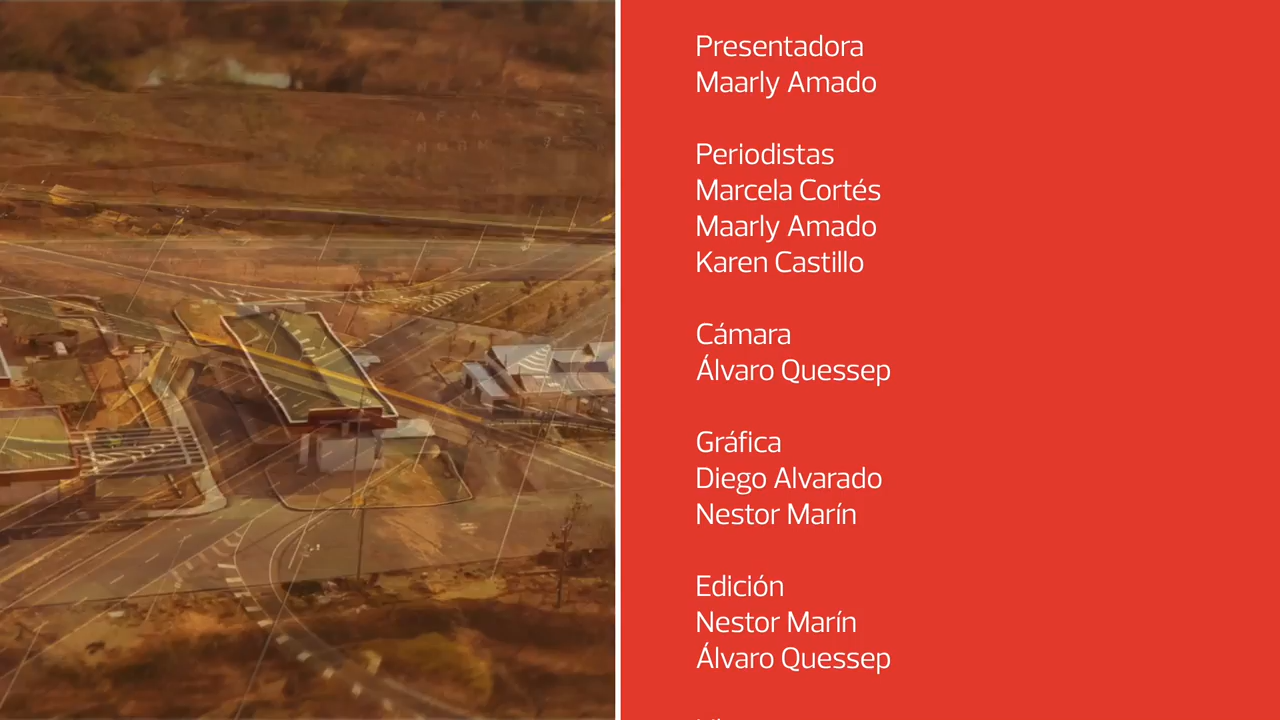 Presentadora
Maarly Amado
Periodistas
Marcela Cortés
Maarly Amado
Karen Castillo
Cámara
Álvaro Quessep
Gráfica
Diego Alvarado
Nestor Marín
Edición
Nestor Marín
Álvaro Quessep